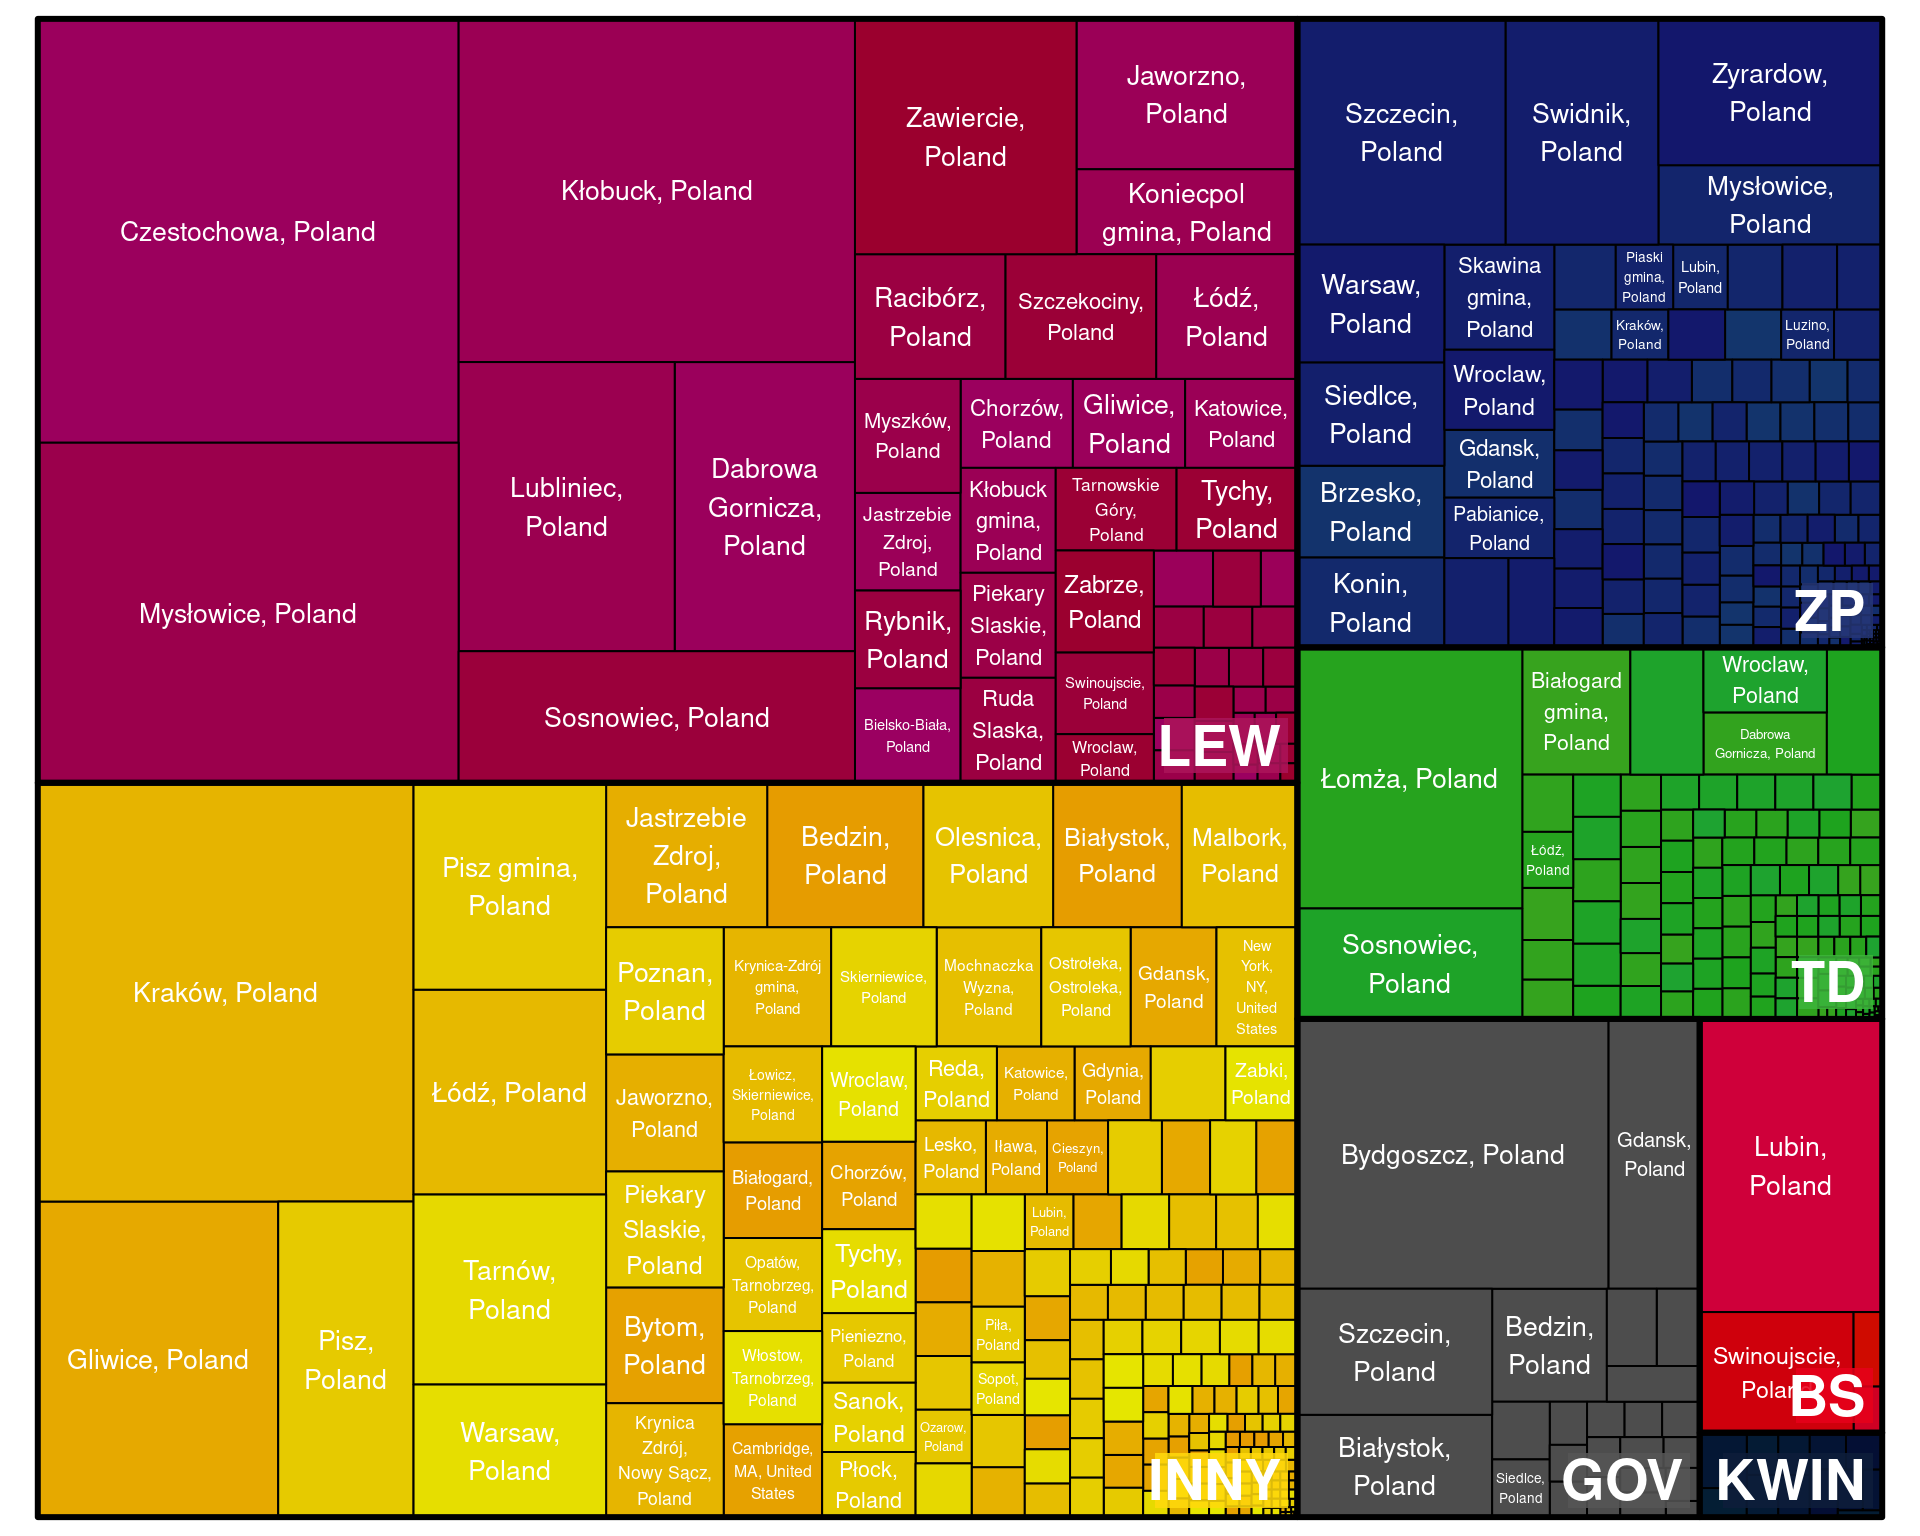 Czestochowa, Poland
Mysłowice, Poland
Kłobuck, Poland
Lubliniec,
Poland
Dabrowa
Gornicza,
Poland
Sosnowiec, Poland
Zawiercie,
Poland
Jaworzno,
Poland
Koniecpol
gmina, Poland
Racibórz,
Poland
Szczekociny,
Poland
Łódź,
Poland
Myszków,
Poland
Chorzów,
Poland
Gliwice,
Poland
Katowice,
Poland
Jastrzebie
Zdroj,
Poland
Kłobuck
gmina,
Poland
Tarnowskie
Góry,
Poland
Tychy,
Poland
Rybnik,
Poland
Piekary
Slaskie,
Poland
Zabrze,
Poland
Bielsko-Biała,
Poland
Ruda
Slaska,
Poland
Swinoujscie,
Poland
Wroclaw,
Poland
LEW
Szczecin,
Poland
Swidnik,
Poland
Zyrardow,
Poland
Mysłowice,
Poland
Warsaw,
Poland
Skawina
gmina,
Poland
Piaski
gmina,
Poland
Lubin,
Poland
Kraków,
Poland
Luzino,
Poland
Siedlce,
Poland
Wroclaw,
Poland
Gdansk,
Poland
Brzesko,
Poland
Pabianice,
Poland
Konin,
Poland
ZP
Łomża, Poland
Sosnowiec,
Poland
Białogard
gmina,
Poland
Wroclaw,
Poland
Dabrowa
Gornicza, Poland
Łódź,
Poland
TD
Kraków, Poland
Gliwice, Poland
Pisz,
Poland
Pisz gmina,
Poland
Łódź, Poland
Tarnów,
Poland
Warsaw,
Poland
Jastrzebie
Zdroj,
Poland
Bedzin,
Poland
Olesnica,
Poland
Białystok,
Poland
Malbork,
Poland
Poznan,
Poland
Krynica-Zdrój
gmina,
Poland
Skierniewice,
Poland
Mochnaczka
Wyzna,
Poland
Ostrołeka,
Ostroleka,
Poland
Gdansk,
Poland
New
York,
NY,
United
States
Jaworzno,
Poland
Łowicz,
Skierniewice,
Poland
Wroclaw,
Poland
Reda,
Poland
Katowice,
Poland
Gdynia,
Poland
Zabki,
Poland
Lesko,
Poland
Iława,
Poland
Cieszyn,
Poland
Piekary
Slaskie,
Poland
Białogard,
Poland
Chorzów,
Poland
Lubin,
Poland
Opatów,
Tarnobrzeg,
Poland
Tychy,
Poland
Bytom,
Poland
Włostow,
Tarnobrzeg,
Poland
Pieniezno,
Poland
Piła,
Poland
Sopot,
Poland
Krynica
Zdrój,
Nowy Sącz,
Poland
Cambridge,
MA, United
States
Sanok,
Poland
Ozarow,
Poland
Płock,
Poland
INNY
Bydgoszcz, Poland
Gdansk,
Poland
Szczecin,
Poland
Bedzin,
Poland
Białystok,
Poland
Siedlce,
Poland
GOV
Lubin,
Poland
Swinoujscie,
BS
KWIN